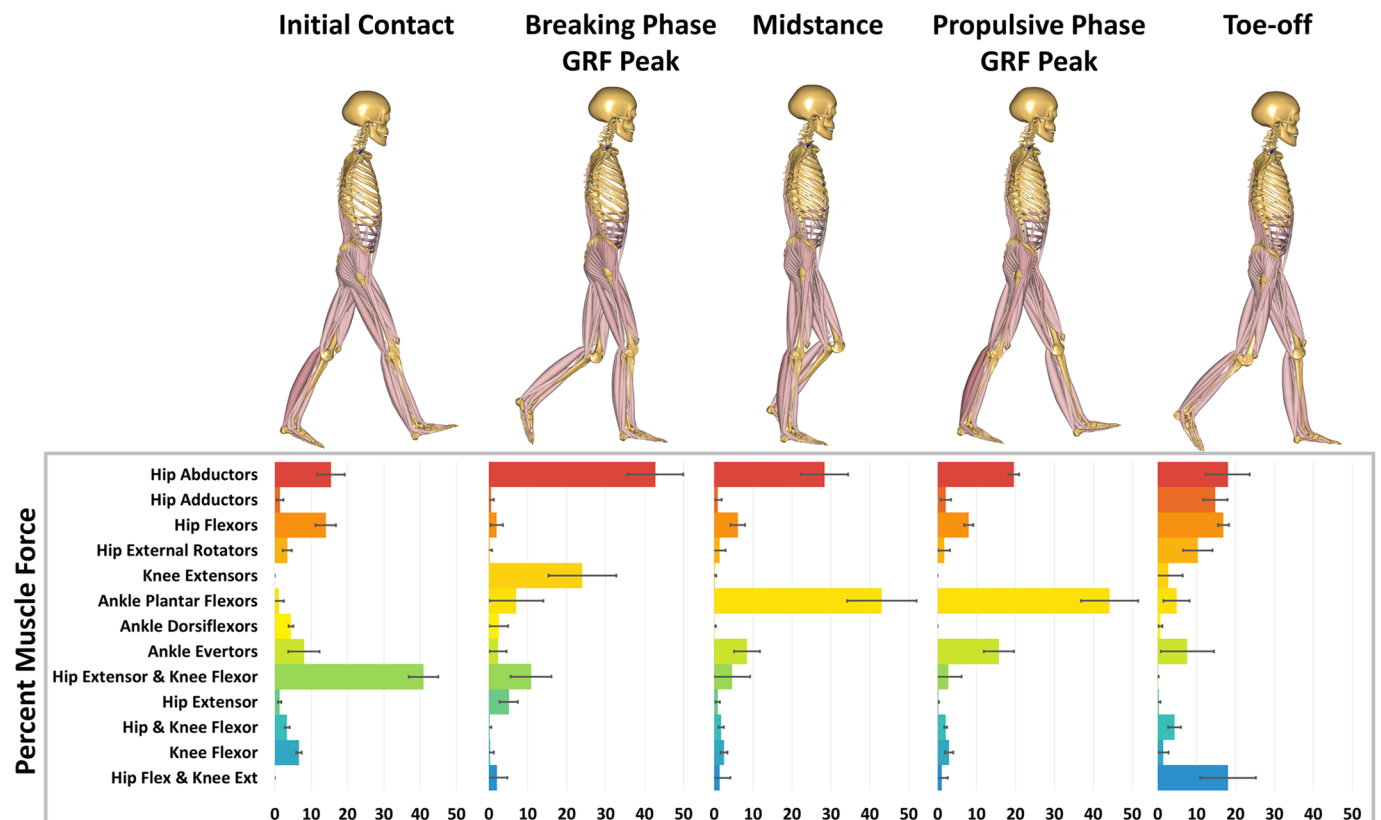 Initial Contact
Breaking Phase
GRF Peak
Midstance
Propulsive Phase
GRF Peak
Toe-off
Percent Muscle Force
Hip Abductors
Hip Adductors
Hip Flexors
Hip External Rotators
Knee Extensors
Ankle Plantar Flexors
Ankle Dorsiflexors
Ankle Evertors
Hip Extensor & Knee Flexor
Hip Extensor
Hip & Knee Flexor
Knee Flexor
Hip Flex & Knee Ext
0 10 20 30 40 50
0 10 20 30 40 50
0 10 20 30 40 50
0 10 20 30 40 50
0 10 20 30 40 50